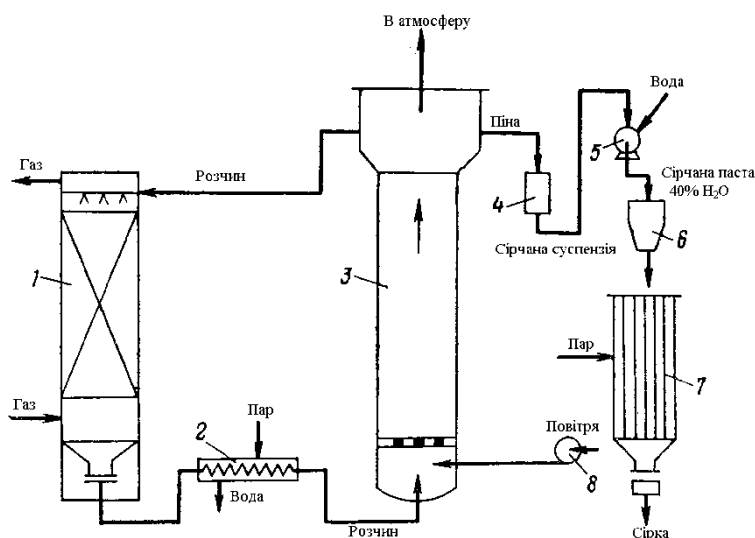 В атмосферу
Піна
Вода
5
Газ
Розчин
4
Сірчана паста
40% H₂O
6
Сірчана суспензія
1
3
Пар
7
Газ
2
Пар
Повітря
8
Вода
Розчин
Сірка